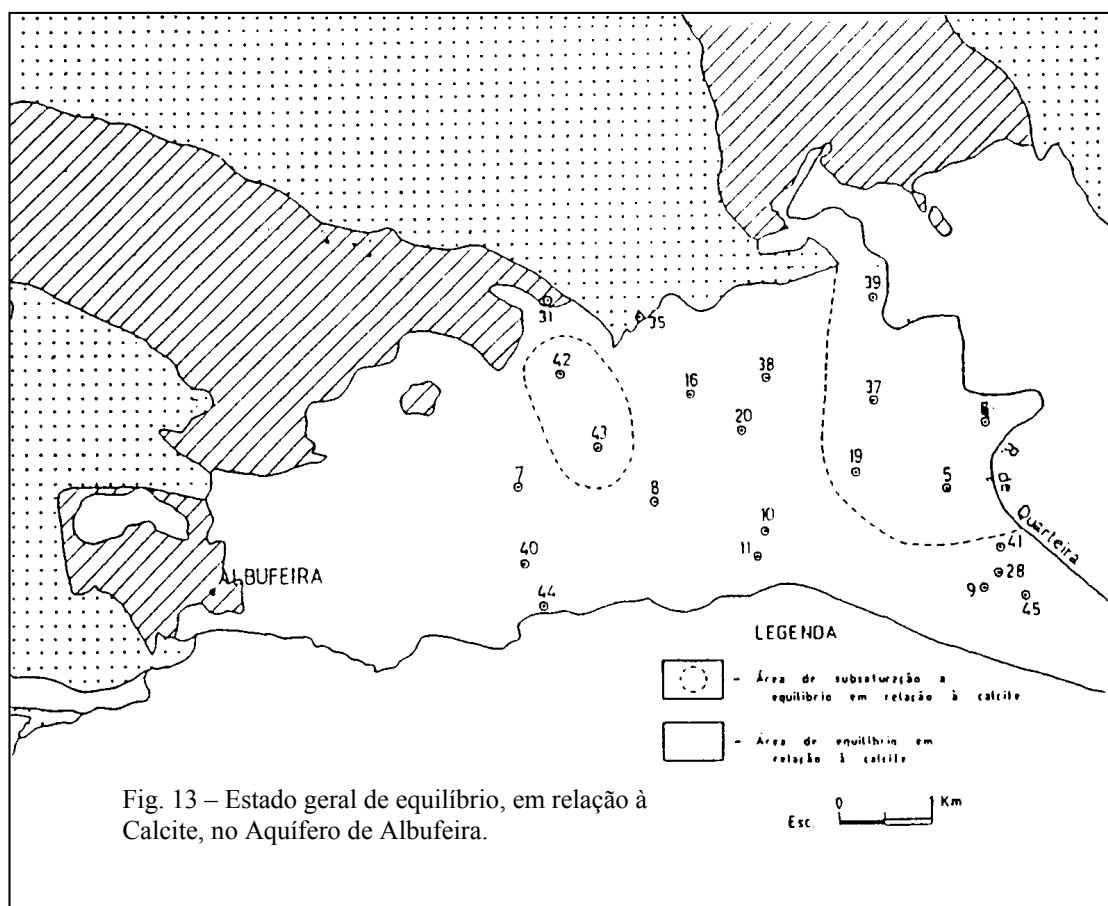 39
31
35
42
38
16
37
20
43
19
5
7
8
R. de Quarteira
10
41
11
40
28
ALBUFEIRA
9
44
45
LEGENDA
- Área de subsaturação a
equilíbrio em relação à calcite
- Área de equilíbrio em
relação à calcite
Fig. 13 – Estado geral de equilíbrio, em relação à
Calcite, no Aquífero de Albufeira.
Esc. 0 1 Km